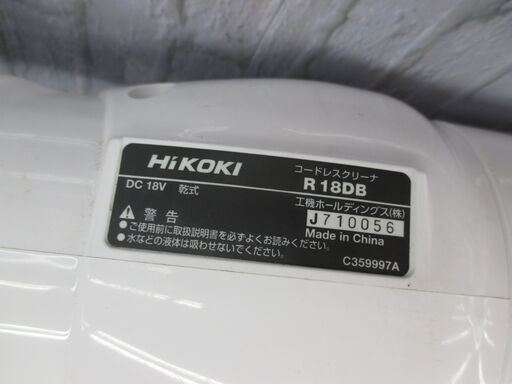 HiKOKI
コードレスクリーナ
R 18DB
DC 18V 乾式
工機ホールディングス(株)
J710056
Made in China
⚠ 警告
●ご使用前に取扱説明書を必ずよくお読みください。
●水などの液体は吸わせないでください。
C359997A